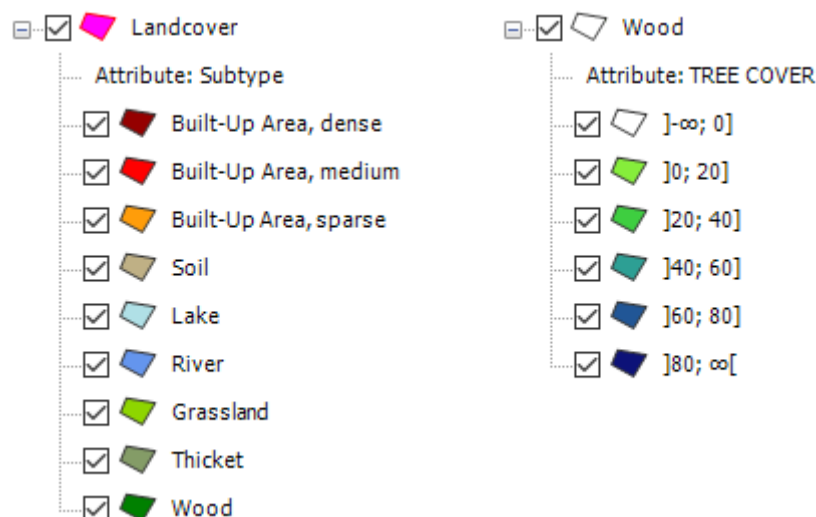 Landcover
Attribute: Subtype
Built-Up Area, dense
Built-Up Area, medium
Built-Up Area, sparse
Soil
Lake
River
Grassland
Thicket
Wood
Wood
Attribute: TREE COVER
]-∞; 0]
]0; 20]
]20; 40]
]40; 60]
]60; 80]
]80; ∞[